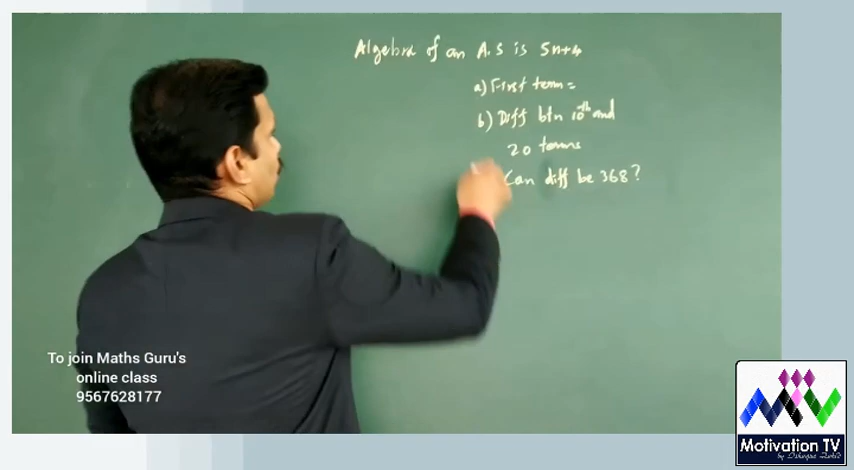 Algebra of an A.S is 5n+4
a) First term =
b) Diff btn 10th and
20 terms
Can diff be 368?
To join Maths Guru's
online class
9567628177
Motivation TV